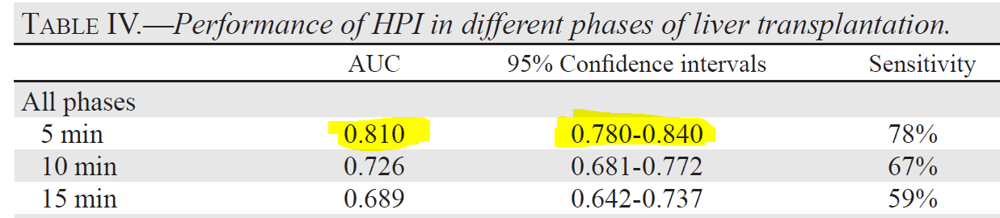 TABLE IV.—Performance of HPI in different phases of liver transplantation.
AUC 95% Confidence intervals Sensitivity
All phases
5 min 0.810 0.780-0.840 78%
10 min 0.726 0.681-0.772 67%
15 min 0.689 0.642-0.737 59%